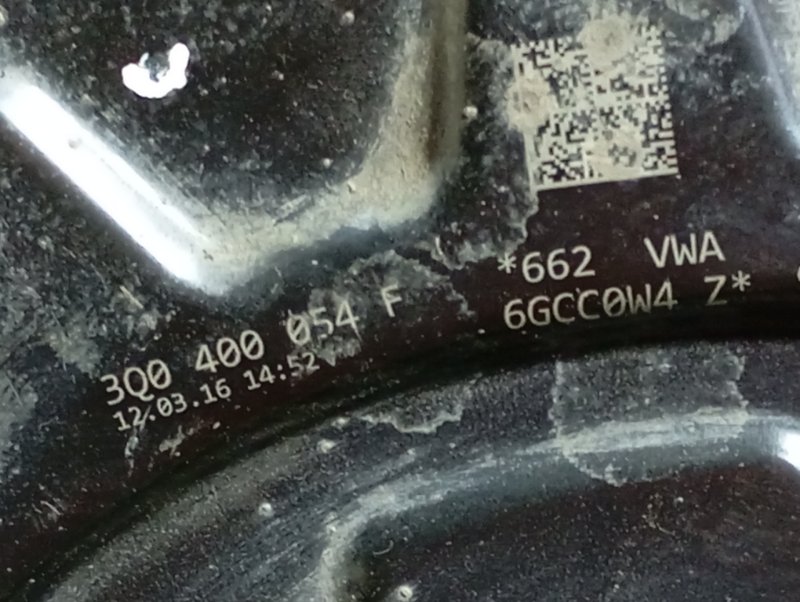 *662 VWA
6GCC0W4 Z*
3Q0 400 054 F
12.03.16 14:52